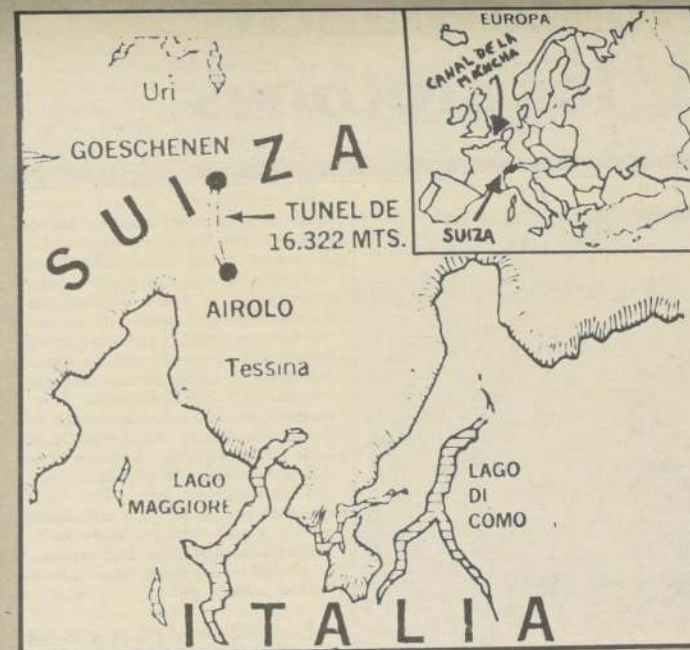 EUROPA
CANAL DE LA
MANCHA
SUIZA
Uri
GOESCHENEN
SUIZA
TUNEL DE
16.322 MTS.
AIROLO
Tessina
LAGO
MAGGIORE
LAGO
DI
COMO
ITALIA